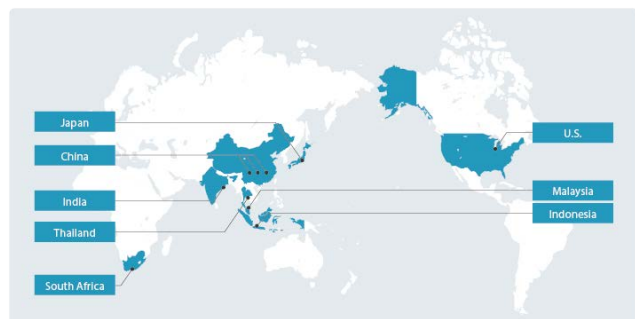 Japan
China
India
Thailand
South Africa
U.S.
Malaysia
Indonesia